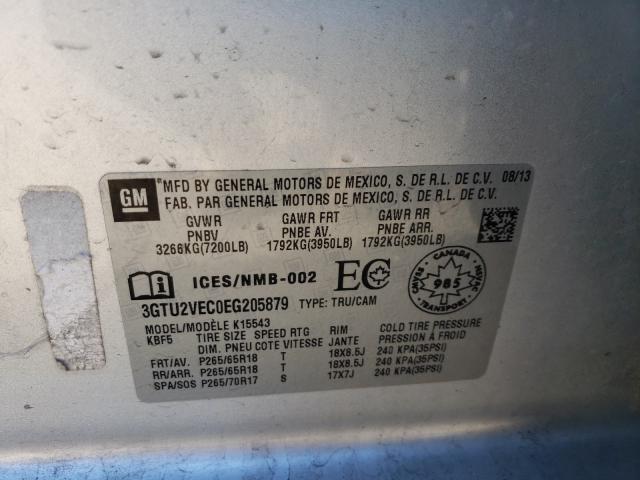 GM
MFD BY GENERAL MOTORS DE MEXICO, S. DE R.L. DE C.V. 08/13
FAB. PAR GENERAL MOTORS DE MEXICO, S. DE R.L. DE C.V.
GVWR GAWR FRT GAWR RR
PNBV PNBE AV. PNBE ARR.
3266KG(7200LB) 1792KG(3950LB) 1792KG(3950LB)
ICES/NMB-002 EC CANADA CMVSS 985 NSVAC TRANSPORT
3GTU2VEC0EG205879 TYPE: TRU/CAM
MODEL/MODÈLE K15543
KBF5 TIRE SIZE SPEED RTG RIM COLD TIRE PRESSURE
DIM. PNEU COTE VITESSE JANTE PRESSION À FROID
FRT/AV. P265/65R18 T 18X8.5J 240 KPA(35PSI)
RR/ARR. P265/65R18 T 18X8.5J 240 KPA(35PSI)
SPA/SOS P265/70R17 S 17X7J 240 KPA(35PSI)